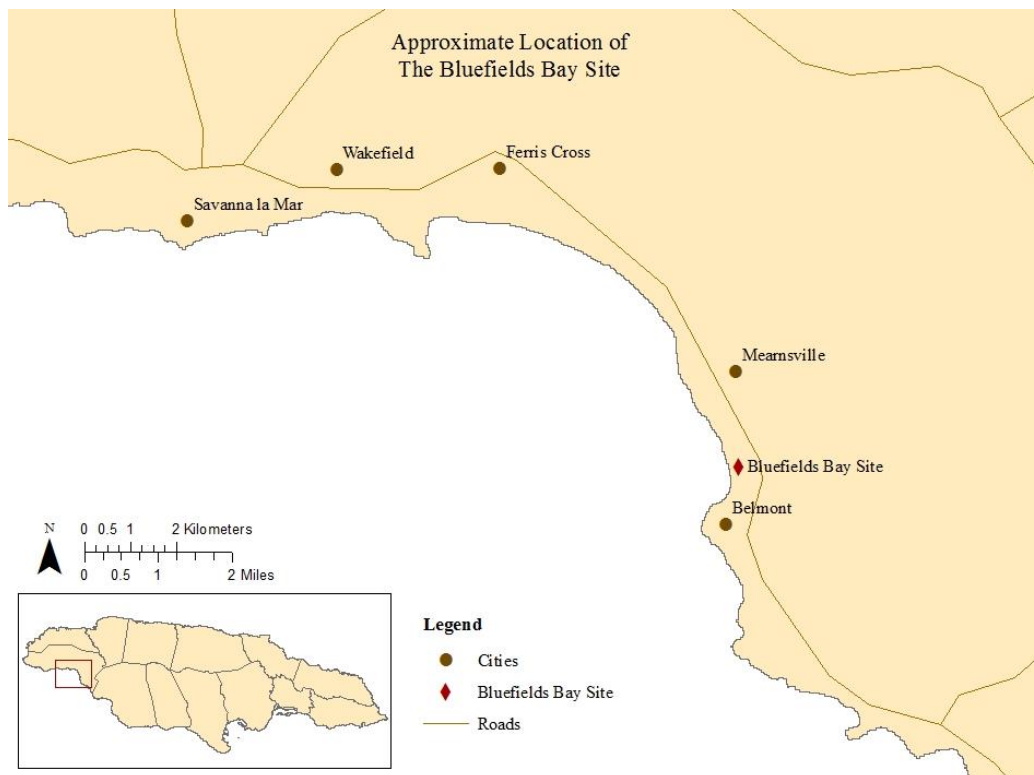 Approximate Location of
The Bluefields Bay Site
Wakefield
Ferris Cross
Savanna la Mar
Mearnsville
Bluefields Bay Site
Belmont
N
0 0.5 1 2 Kilometers
0 0.5 1 2 Miles
Legend
Cities
Bluefields Bay Site
Roads